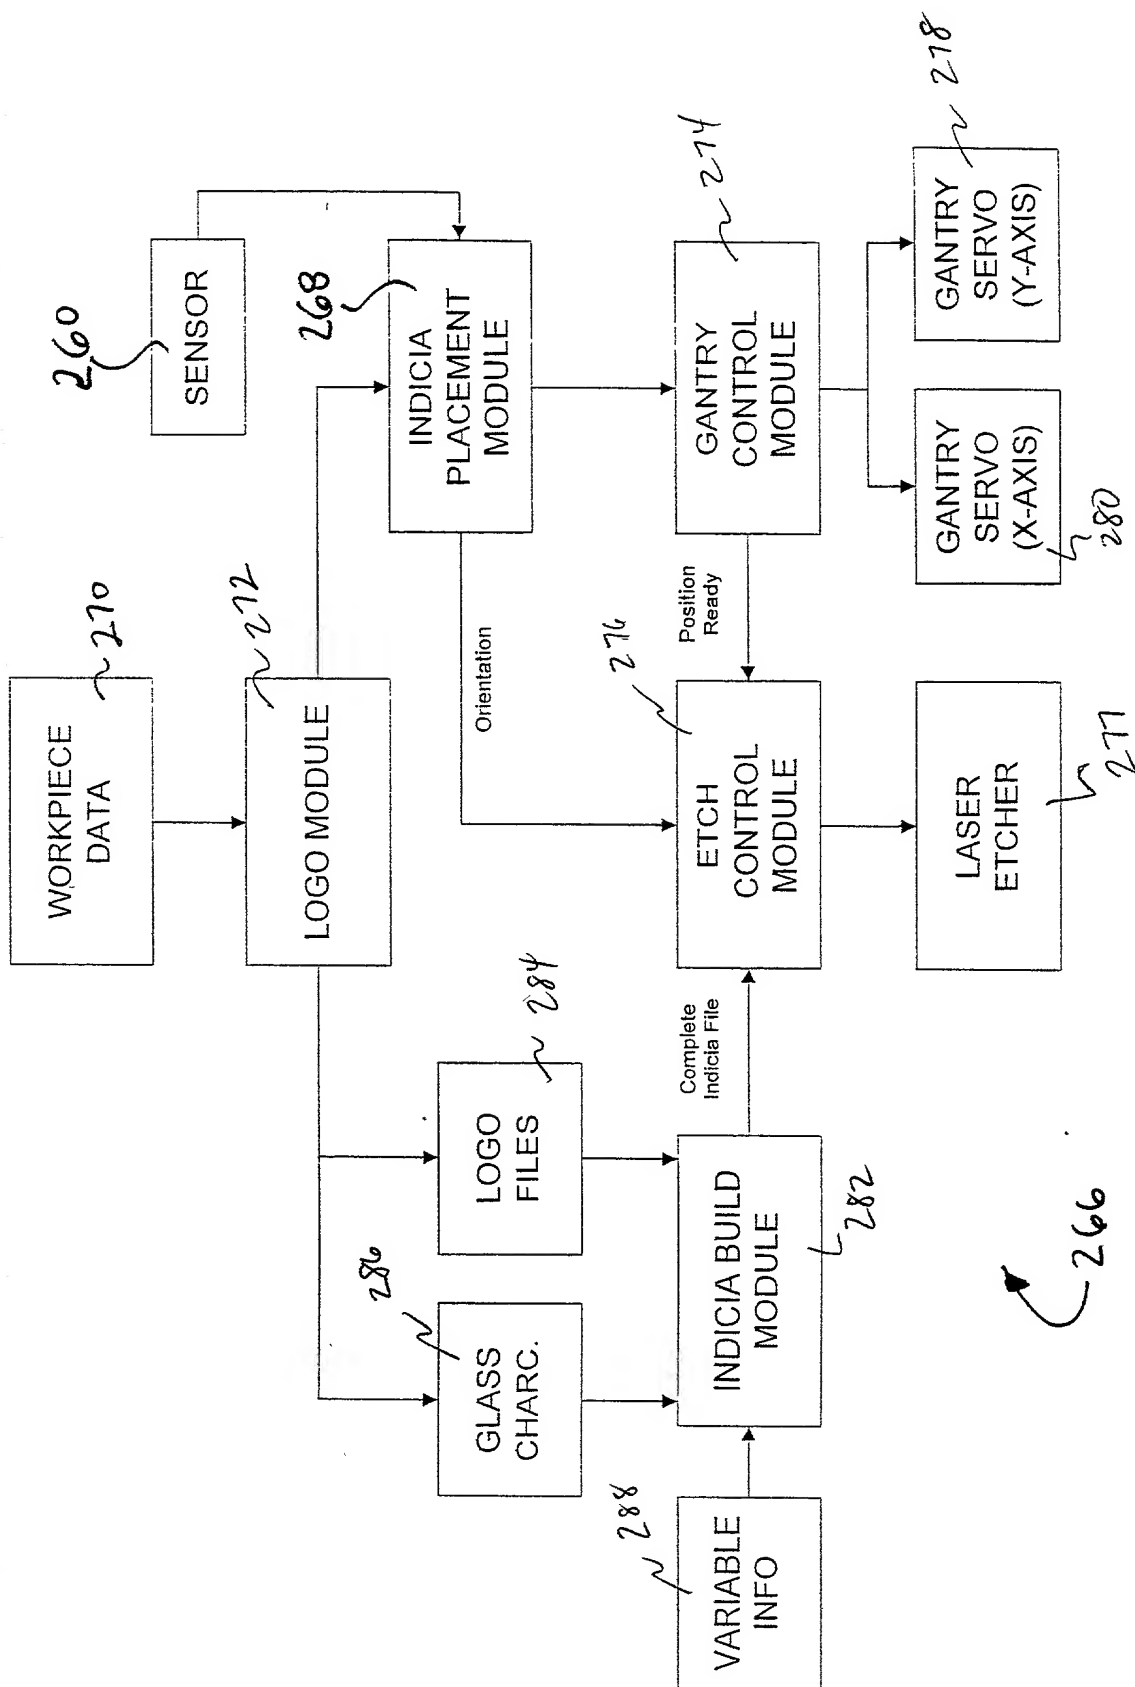 WORKPIECE
DATA
270
LOGO MODULE
272
SENSOR
260
INDICIA
PLACEMENT
MODULE
268
Orientation
GLASS
CHARC.
286
LOGO
FILES
284
VARIABLE
INFO
288
INDICIA BUILD
MODULE
282
Complete
Indicia File
ETCH
CONTROL
MODULE
276
Position
Ready
GANTRY
CONTROL
MODULE
274
LASER
ETCHER
277
GANTRY
SERVO
(X-AXIS)
280
GANTRY
SERVO
(Y-AXIS)
278
266